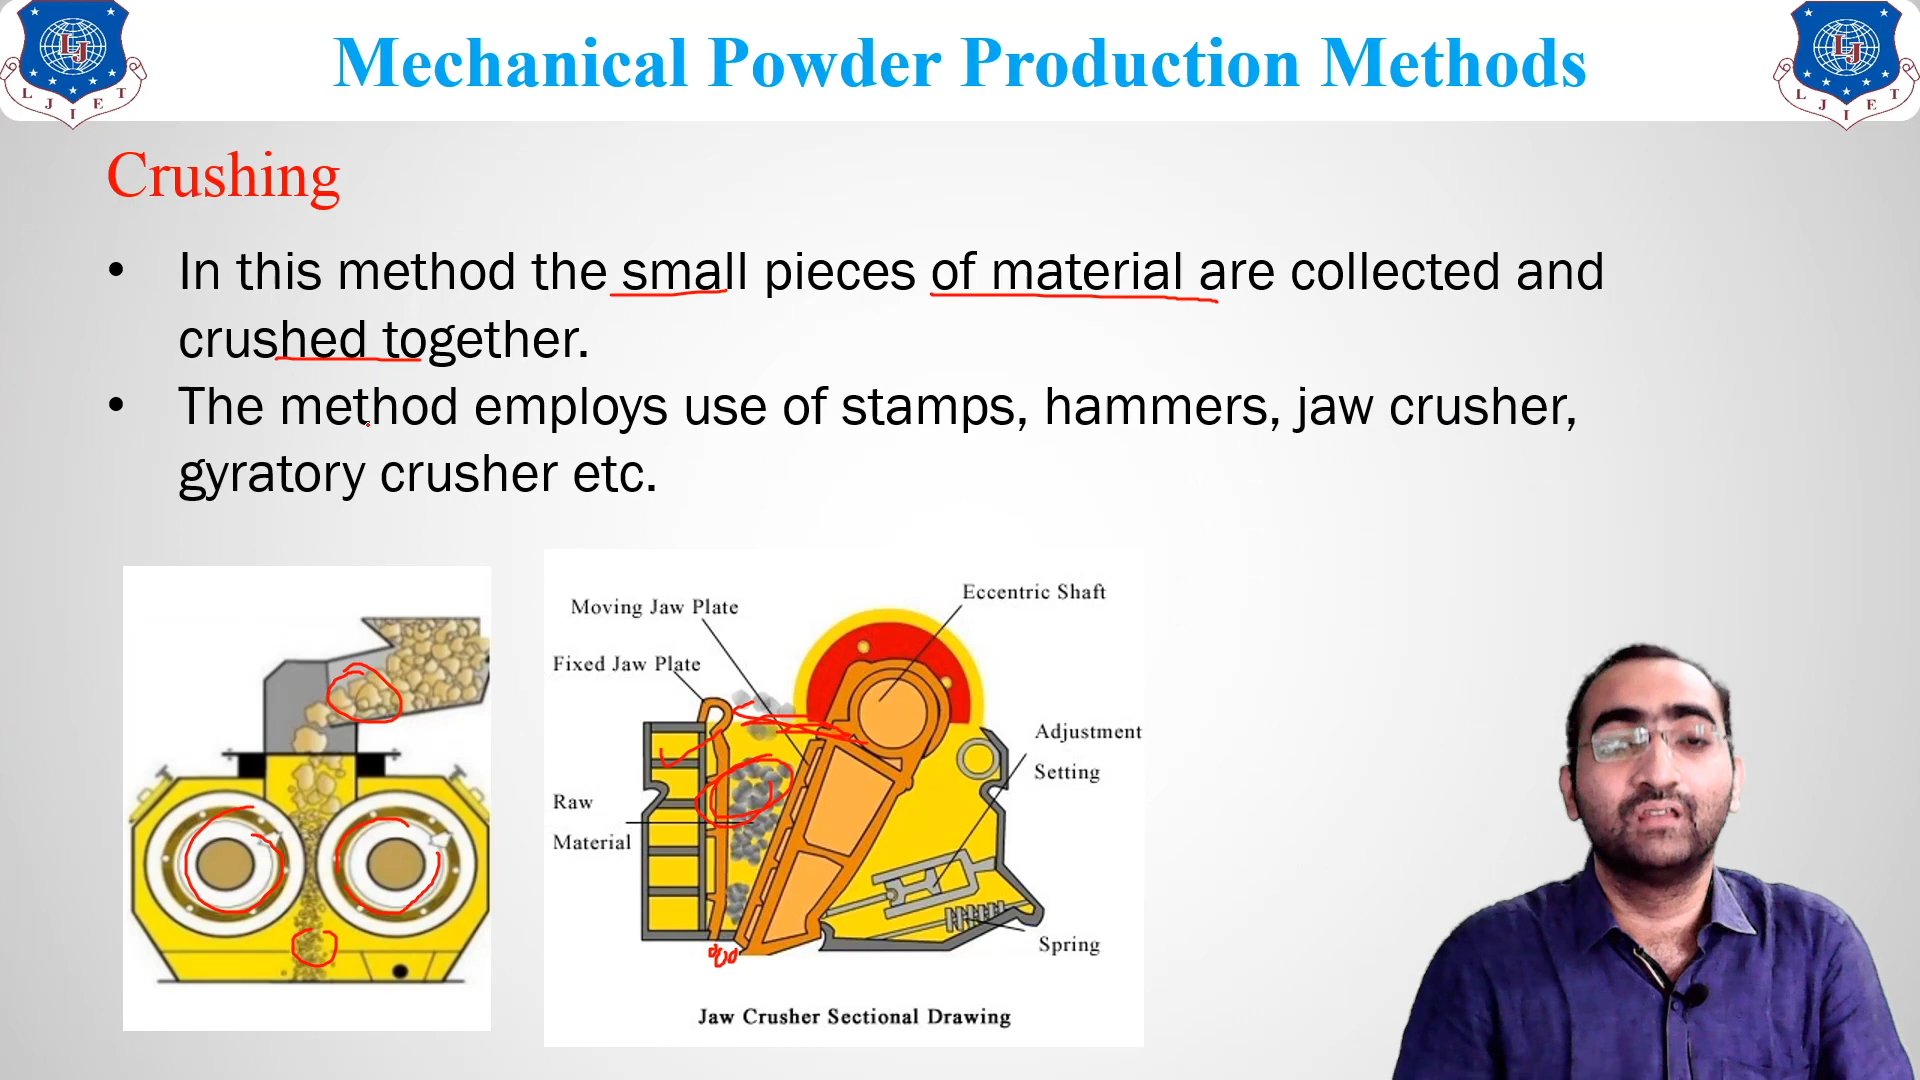 Mechanical Powder Production Methods
LJ
L J I E T
LJ
L J I E T
Crushing
• In this method the small pieces of material are collected and
crushed together.
• The method employs use of stamps, hammers, jaw crusher,
gyratory crusher etc.
Moving Jaw Plate
Eccentric Shaft
Fixed Jaw Plate
Adjustment
Setting
Raw
Material
Spring
Jaw Crusher Sectional Drawing